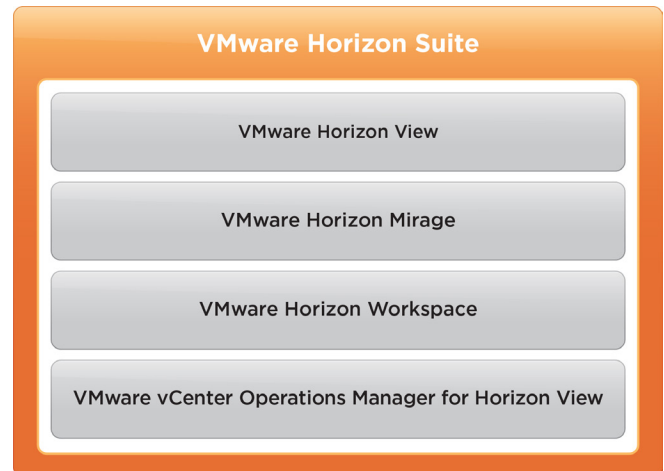 VMware Horizon Suite
VMware Horizon View
VMware Horizon Mirage
VMware Horizon Workspace
VMware vCenter Operations Manager for Horizon View